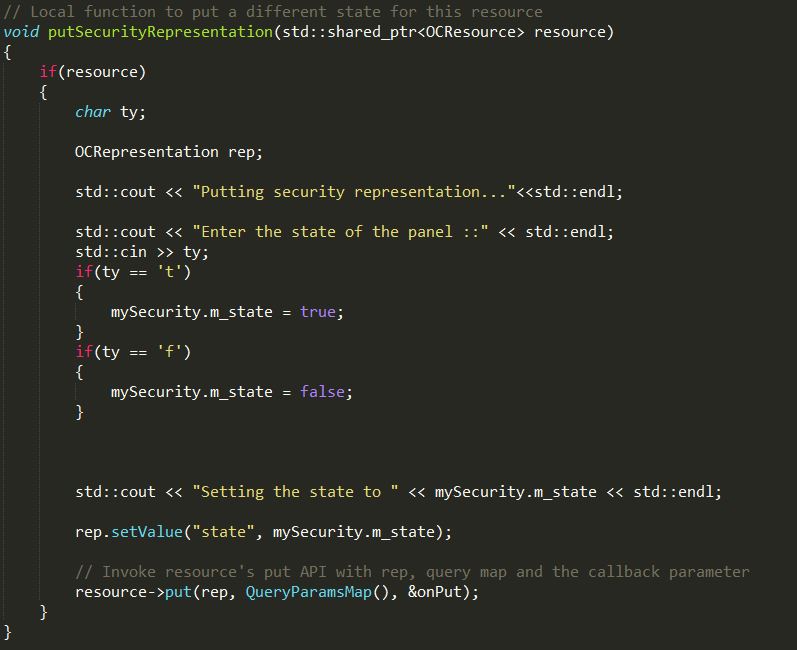 // Local function to put a different state for this resource
void putSecurityRepresentation(std::shared_ptr<OCResource> resource)
{
    if(resource)
    {
        char ty;
        OCRepresentation rep;
        std::cout << "Putting security representation..."<<std::endl;
        std::cout << "Enter the state of the panel ::" << std::endl;
        std::cin >> ty;
        if(ty == 't')
        {
            mySecurity.m_state = true;
        }
        if(ty == 'f')
        {
            mySecurity.m_state = false;
        }
        std::cout << "Setting the state to " << mySecurity.m_state << std::endl;
        rep.setValue("state", mySecurity.m_state);
        // Invoke resource's put API with rep, query map and the callback parameter
        resource->put(rep, QueryParamsMap(), &onPut);
    }
}